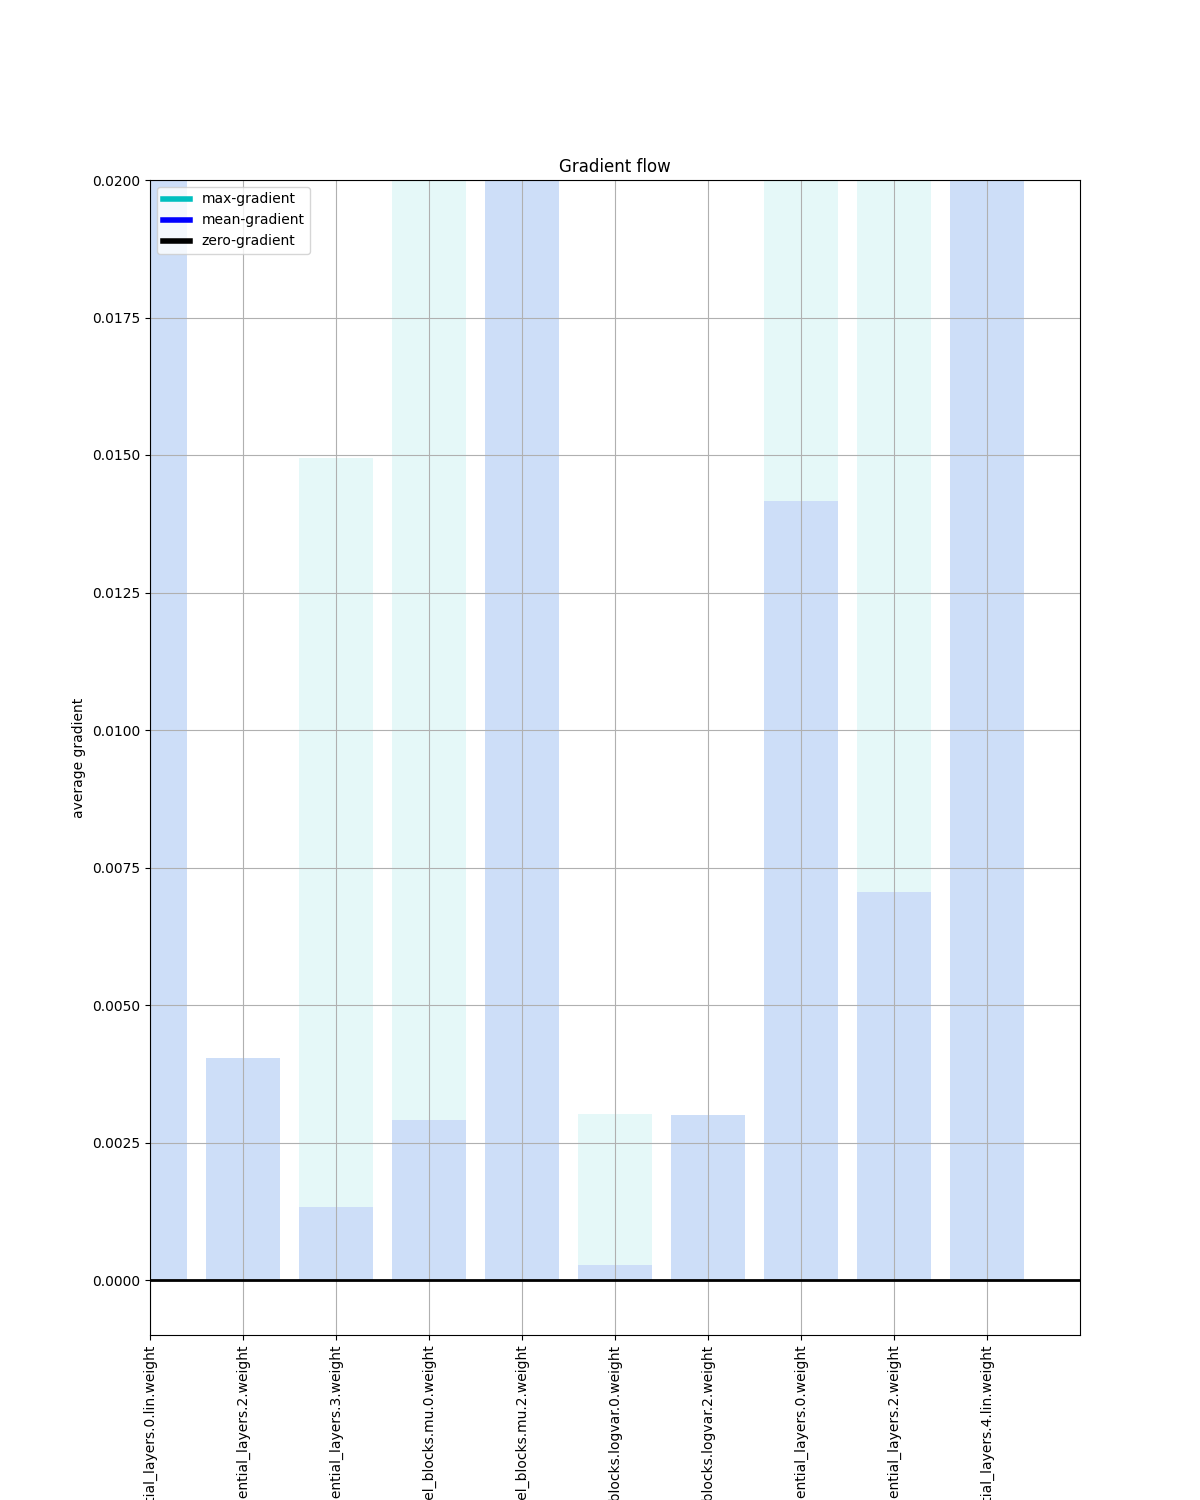 Gradient flow
max-gradient
mean-gradient
zero-gradient
0.0200
0.0175
0.0150
0.0125
0.0100
0.0075
0.0050
0.0025
0.0000
average gradient
tial_layers.0.lin.weight
ential_layers.2.weight
ential_layers.3.weight
el_blocks.mu.0.weight
el_blocks.mu.2.weight
blocks.logvar.0.weight
blocks.logvar.2.weight
ential_layers.0.weight
ential_layers.2.weight
tial_layers.4.lin.weight